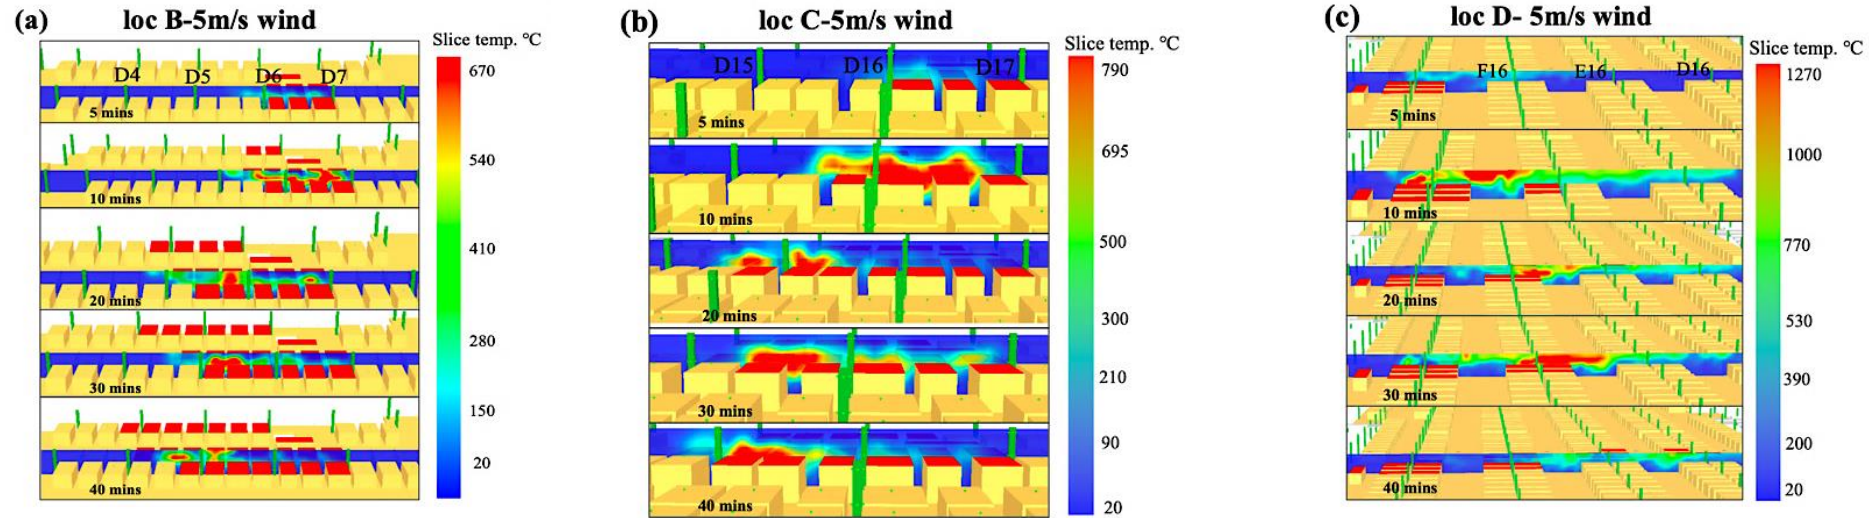 (a)
loc B-5m/s wind
Slice temp. °C
D4 D5 D6 D7
5 mins
10 mins
20 mins
30 mins
40 mins
670
540
410
280
150
20
(b)
loc C-5m/s wind
Slice temp. °C
D15 D16 D17
5 mins
10 mins
20 mins
30 mins
40 mins
790
695
500
300
210
90
20
(c)
loc D- 5m/s wind
Slice temp. °C
F16 E16 D16
5 mins
10 mins
20 mins
30 mins
40 mins
1270
1000
770
530
390
200
20